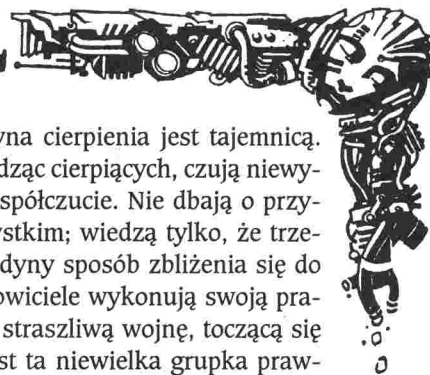 yna cierpienia jest tajemnicą.
dząc cierpiących, czują niewy-
spółczucie. Nie dbają o przy-
ystkim; wiedzą tylko, że trze-
dyny sposób zbliżenia się do
owiciele wykonują swoją pra-
straszliwą wojnę, toczącą się
st ta niewielka grupka praw-